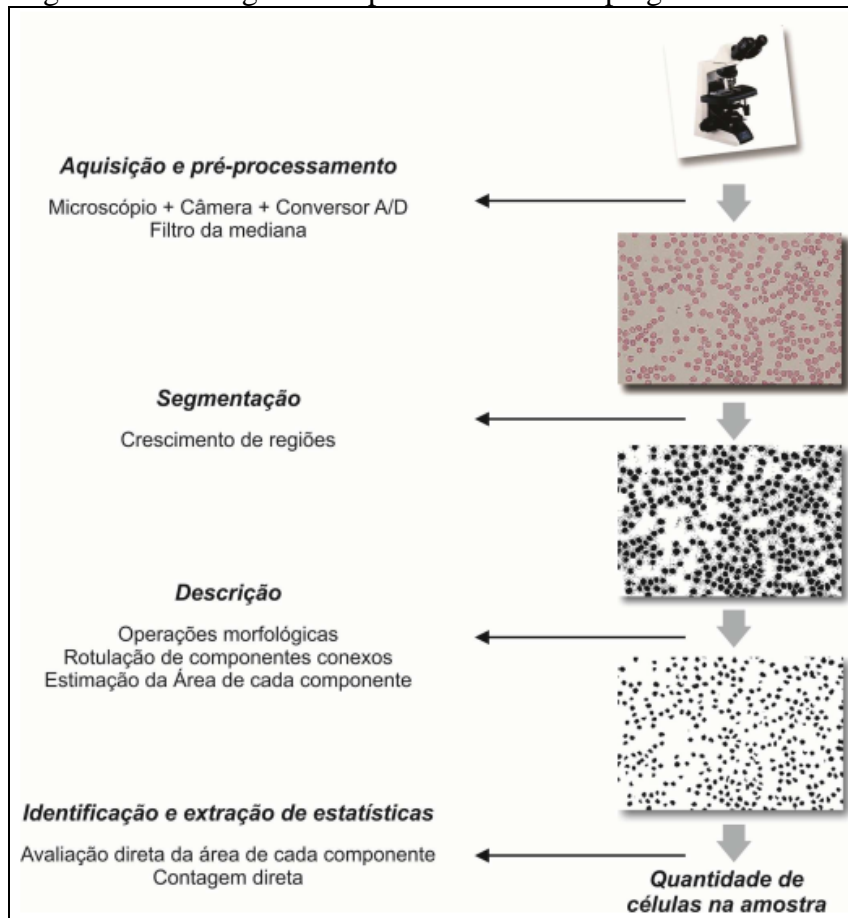 Aquisição e pré-processamento
Microscópio + Câmera + Conversor A/D
Filtro da mediana
Segmentação
Crescimento de regiões
Descrição
Operações morfológicas
Rotulação de componentes conexos
Estimação da Área de cada componente
Identificação e extração de estatísticas
Avaliação direta da área de cada componente
Contagem direta
Quantidade de
células na amostra